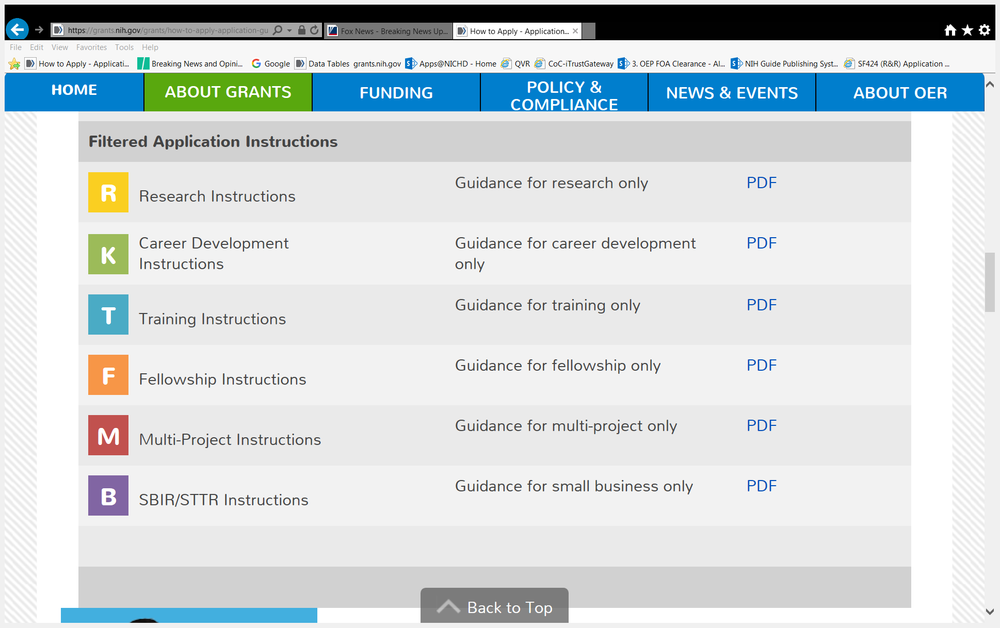 https://grants.nih.gov/grants/how-to-apply-application-gu
Fox News - Breaking News Up...
How to Apply - Application...
File Edit View Favorites Tools Help
How to Apply - Applicati...
Breaking News and Opini...
Google
Data Tables grants.nih.gov
Apps@NICHD - Home
QVR
CoC-iTrustGateway
3. OEP FOA Clearance - Al...
NIH Guide Publishing Syst...
SF424 (R&R) Application ...
HOME
ABOUT GRANTS
FUNDING
POLICY &
COMPLIANCE
NEWS & EVENTS
ABOUT OER
Filtered Application Instructions
R
Research Instructions
Guidance for research only
PDF
K
Career Development
Instructions
Guidance for career development
only
PDF
T
Training Instructions
Guidance for training only
PDF
F
Fellowship Instructions
Guidance for fellowship only
PDF
M
Multi-Project Instructions
Guidance for multi-project only
PDF
B
SBIR/STTR Instructions
Guidance for small business only
PDF
Back to Top